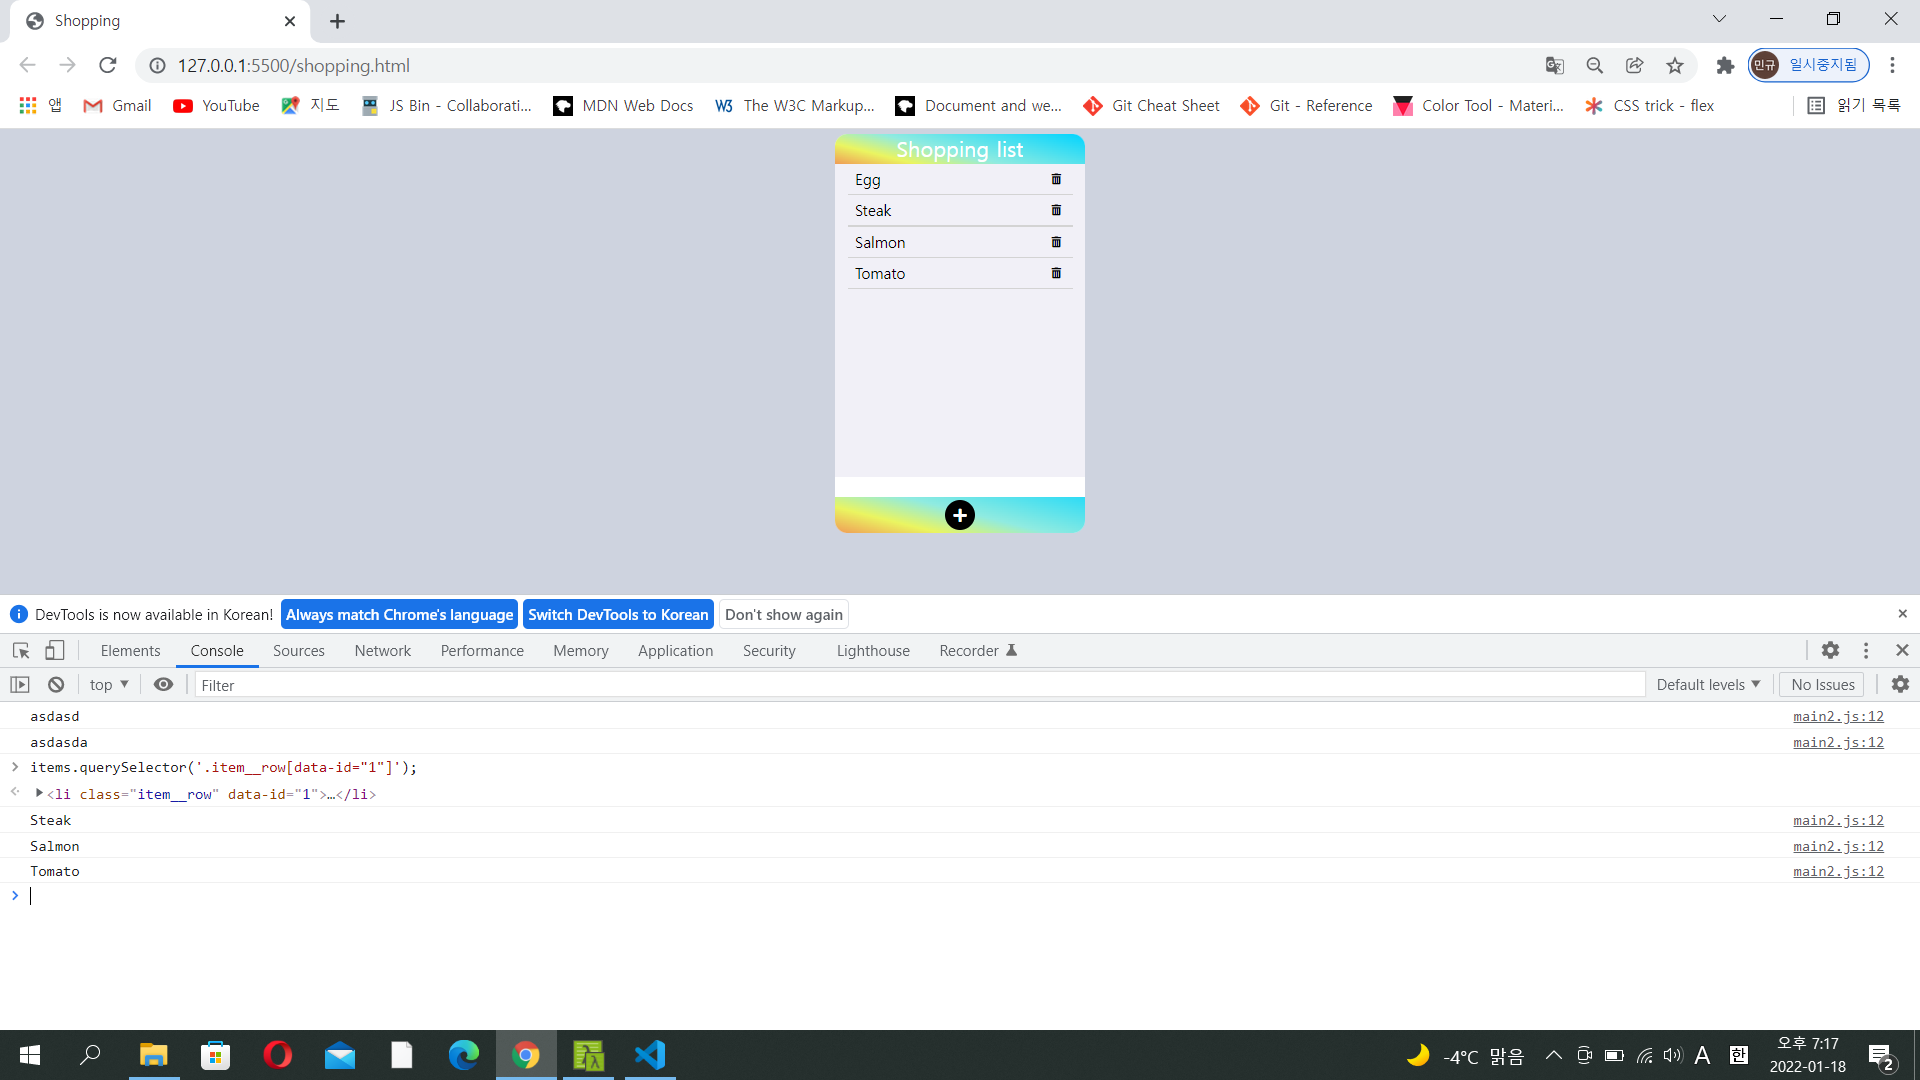 Shopping
127.0.0.1:5500/shopping.html
민규 일시중지됨
앱 Gmail YouTube 지도 JS Bin - Collaborati... MDN Web Docs The W3C Markup... Document and we... Git Cheat Sheet Git - Reference Color Tool - Materi... CSS trick - flex 읽기 목록
Shopping list
Egg
Steak
Salmon
Tomato
DevTools is now available in Korean! Always match Chrome's language Switch DevTools to Korean Don't show again
Elements Console Sources Network Performance Memory Application Security Lighthouse Recorder
top Filter Default levels No Issues
asdasd main2.js:12
asdasda main2.js:12
items.querySelector('.item__row[data-id="1"]');
<li class="item__row" data-id="1">…</li>
Steak main2.js:12
Salmon main2.js:12
Tomato main2.js:12
-4°C 맑음 A 한 오후 7:17
2022-01-18 2